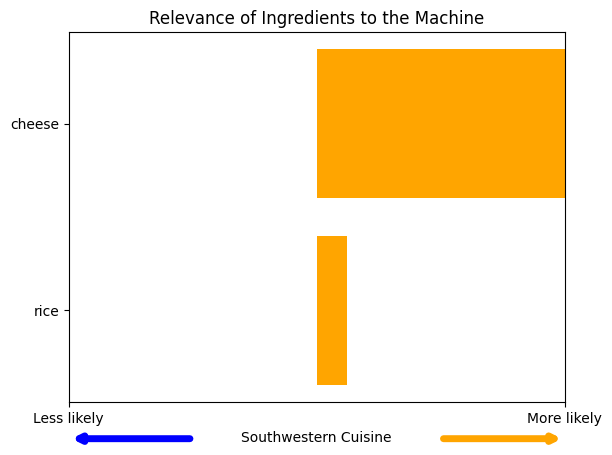 Relevance of Ingredients to the Machine
cheese
rice
Less likely
More likely
Southwestern Cuisine